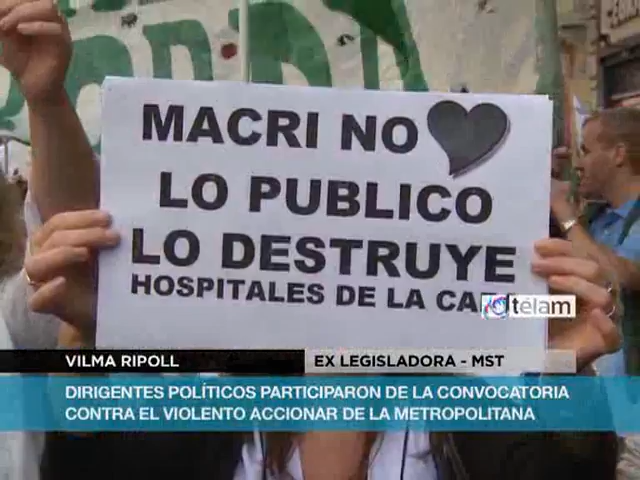 MACRI NO
LO PUBLICO
LO DESTRUYE
HOSPITALES DE LA
télam
VILMA RIPOLL
EX LEGISLADORA - MST
DIRIGENTES POLÍTICOS PARTICIPARON DE LA CONVOCATORIA
CONTRA EL VIOLENTO ACCIONAR DE LA METROPOLITANA